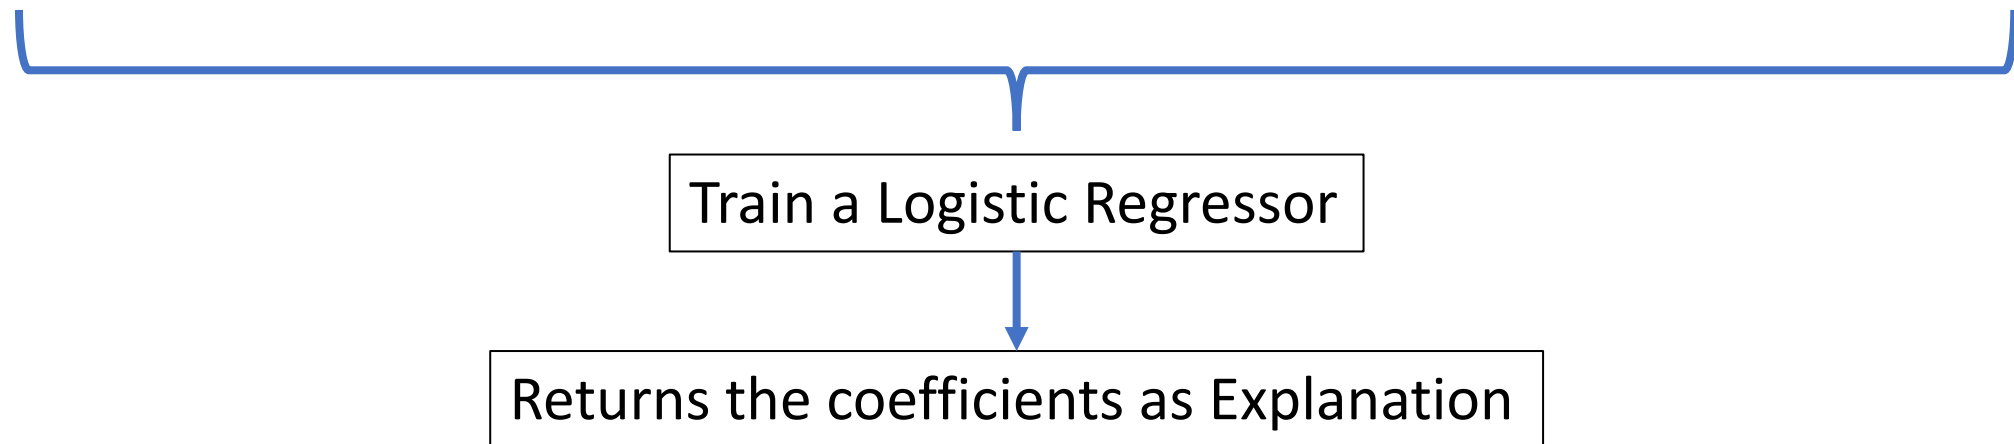 Train a Logistic Regressor
Returns the coefficients as Explanation